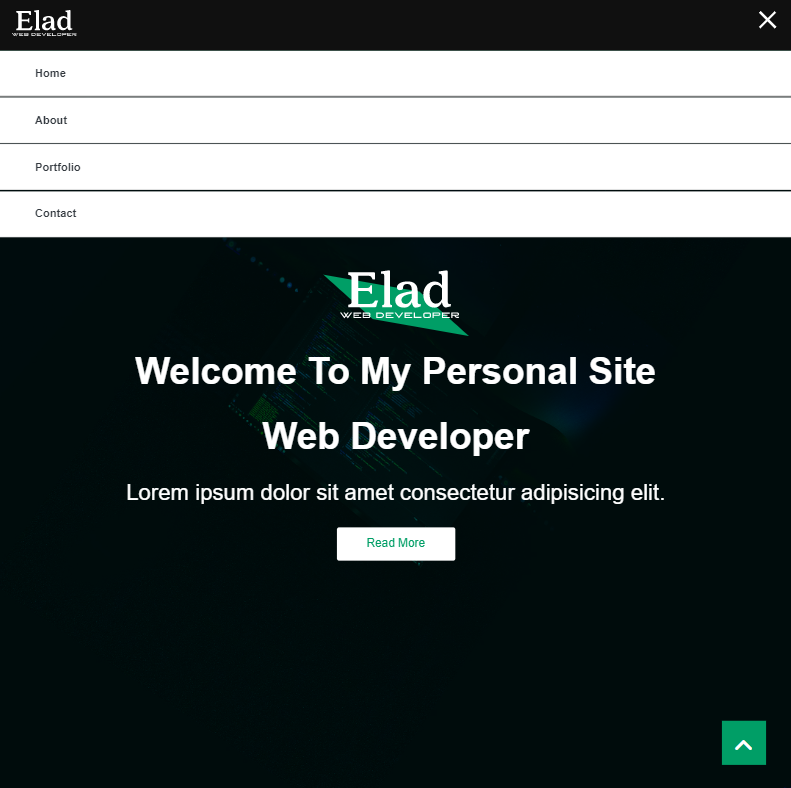 Elad
WEB DEVELOPER
Home
About
Portfolio
Contact
Elad
WEB DEVELOPER
Welcome To My Personal Site
Web Developer
Lorem ipsum dolor sit amet consectetur adipisicing elit.
Read More